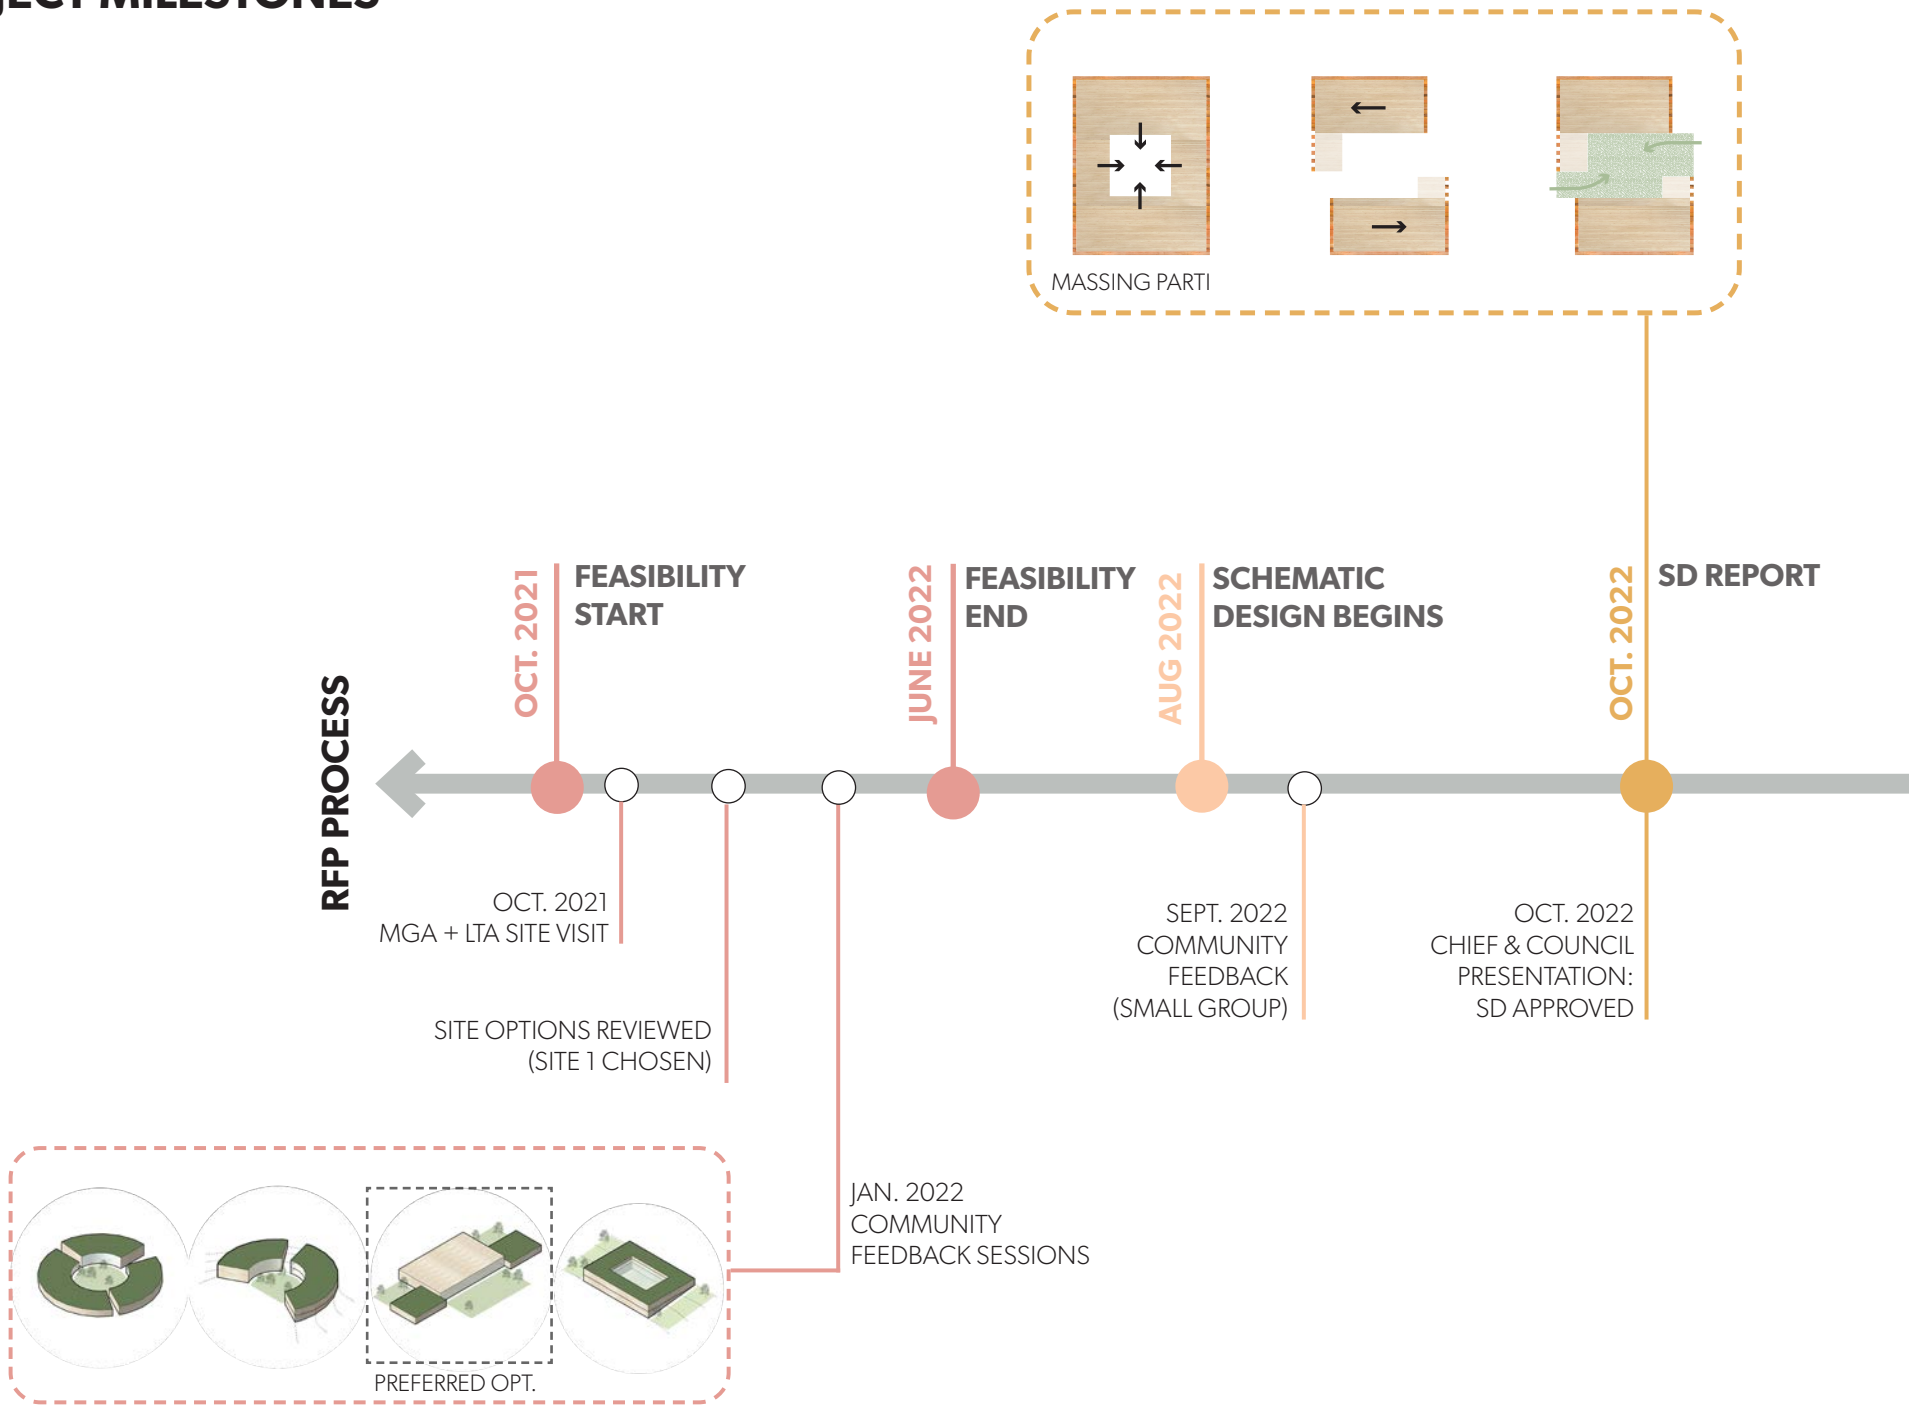 MILESTONES
MASSING PARTI
RFP PROCESS
OCT. 2021
FEASIBILITY
START
JUNE 2022
FEASIBILITY
END
AUG 2022
SCHEMATIC
DESIGN BEGINS
OCT. 2022
SD REPORT
OCT. 2021
MGA + LTA SITE VISIT
SITE OPTIONS REVIEWED
(SITE 1 CHOSEN)
JAN. 2022
COMMUNITY
FEEDBACK SESSIONS
SEPT. 2022
COMMUNITY
FEEDBACK
(SMALL GROUP)
OCT. 2022
CHIEF & COUNCIL
PRESENTATION:
SD APPROVED
PREFERRED OPT.